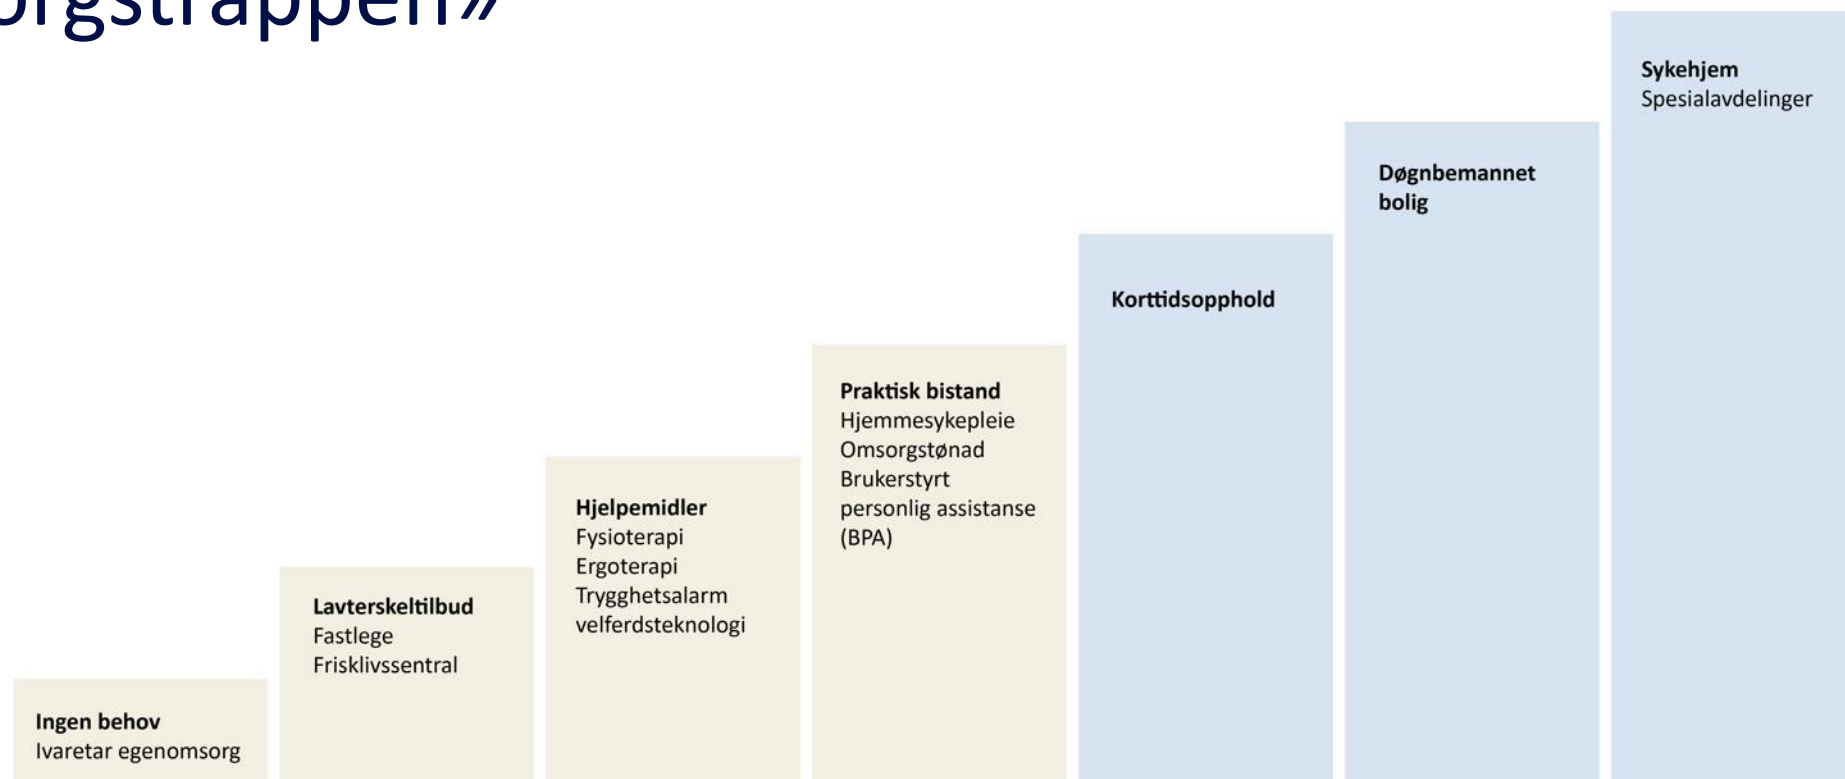 orgstrappen»
Ingen behov
Ivaretar egenomsorg
Lavterskeltilbud
Fastlege
Frisklivssentral
Hjelpemidler
Fysioterapi
Ergoterapi
Trygghetsalarm
velferdsteknologi
Praktisk bistand
Hjemmesykepleie
Omsorgstønad
Brukerstyrt
personlig assistanse
(BPA)
Korttidsopphold
Døgnbemannet
bolig
Sykehjem
Spesialavdelinger